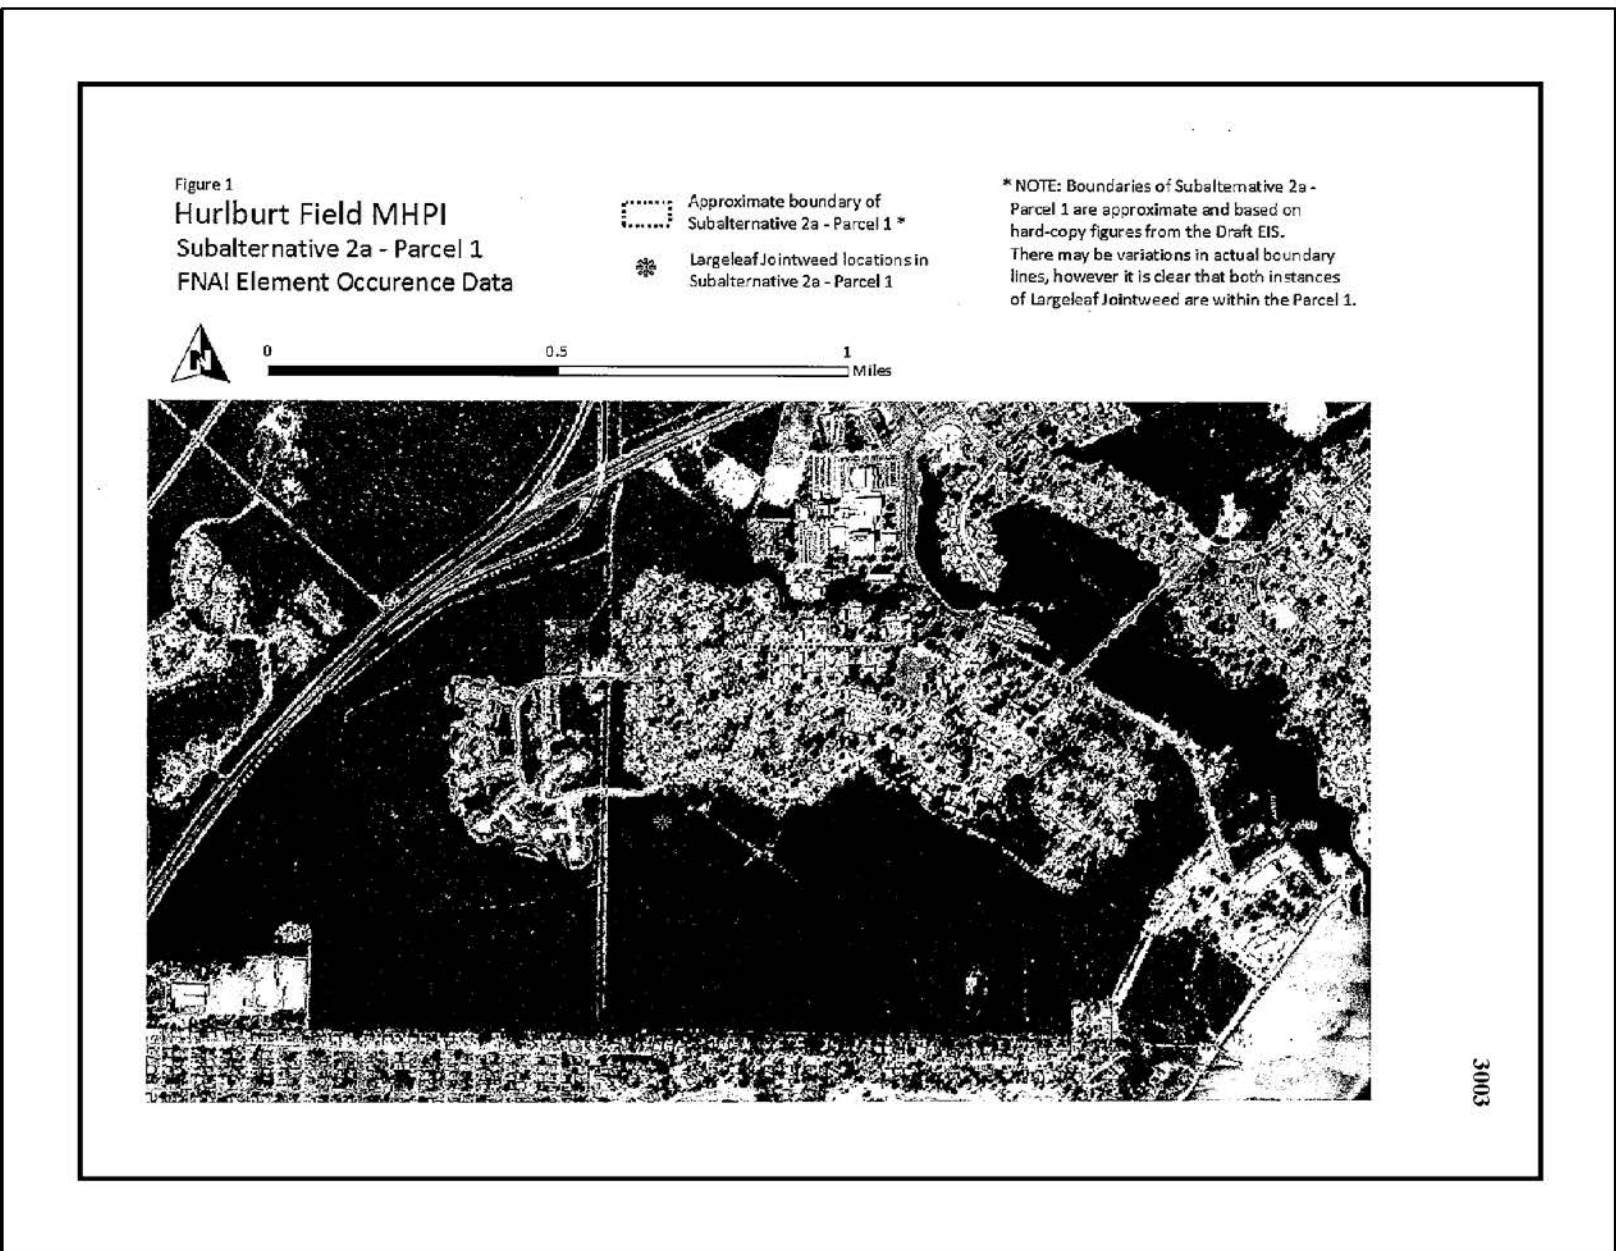 Figure 1
Hurlburt Field MHPI
Subalternative 2a - Parcel 1
FNAI Element Occurence Data
Approximate boundary of
Subalternative 2a - Parcel 1 *
Largeleaf Jointweed locations in
Subalternative 2a - Parcel 1
* NOTE: Boundaries of Subalternative 2a -
Parcel 1 are approximate and based on
hard-copy figures from the Draft EIS.
There may be variations in actual boundary
lines, however it is clear that both instances
of Largeleaf Jointweed are within the Parcel 1.
N
0 0.5 1
Miles
3003